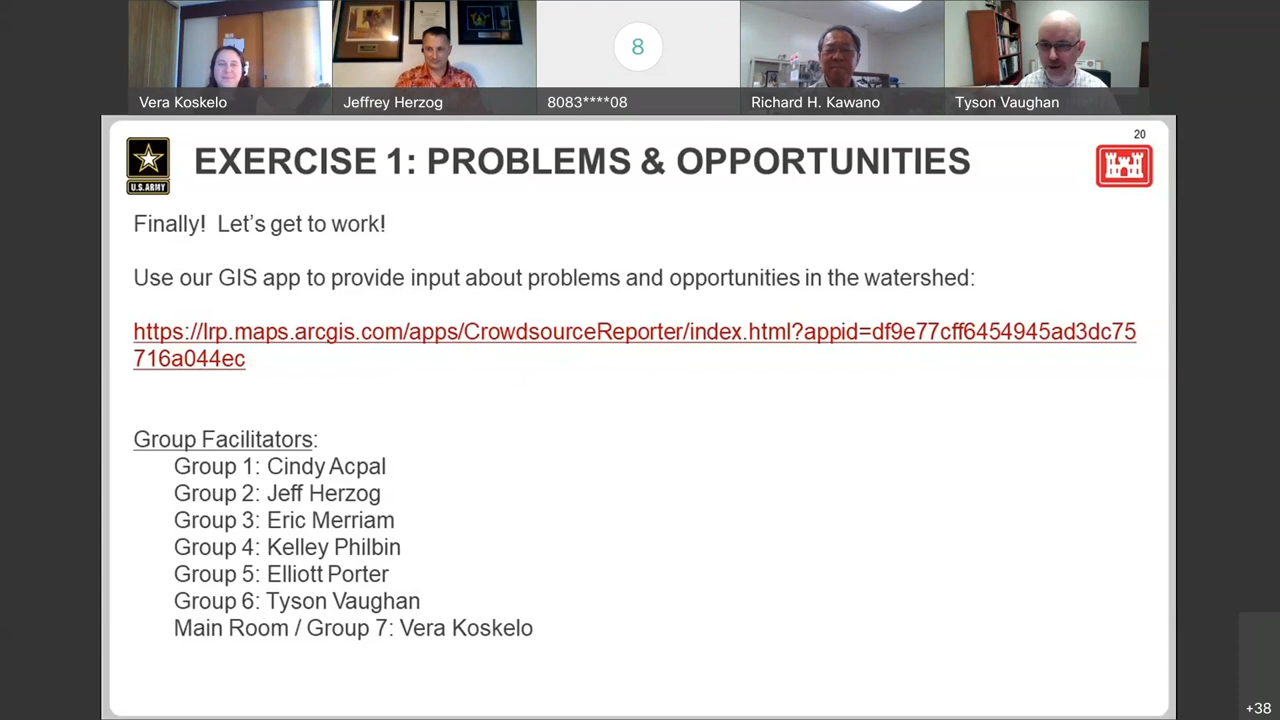 8
Vera Koskelo
Jeffrey Herzog
8083****08
Richard H. Kawano
Tyson Vaughan
20
U.S.ARMY
EXERCISE 1: PROBLEMS & OPPORTUNITIES
Finally! Let's get to work!
Use our GIS app to provide input about problems and opportunities in the watershed:
https://lrp.maps.arcgis.com/apps/CrowdsourceReporter/index.html?appid=df9e77cff6454945ad3dc75
716a044ec
Group Facilitators:
Group 1: Cindy Acpal
Group 2: Jeff Herzog
Group 3: Eric Merriam
Group 4: Kelley Philbin
Group 5: Elliott Porter
Group 6: Tyson Vaughan
Main Room / Group 7: Vera Koskelo
+38